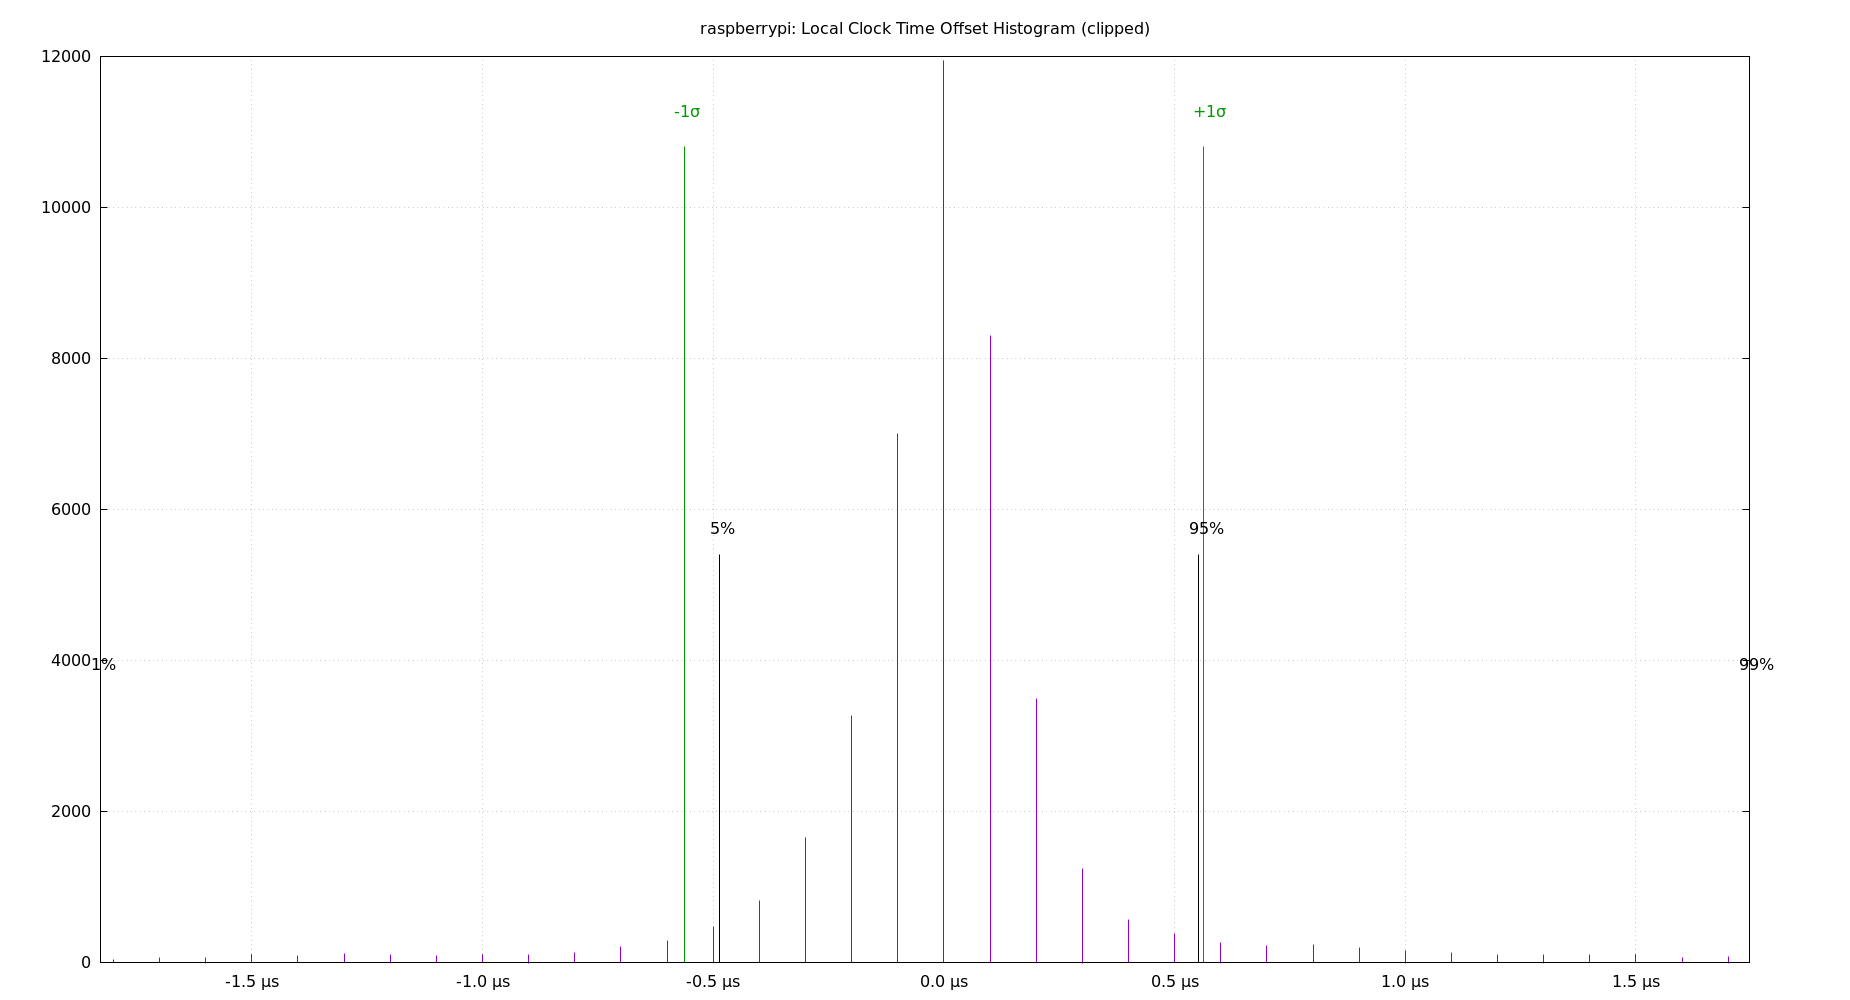 raspberrypi: Local Clock Time Offset Histogram (clipped)
12000
-1σ
+1σ
10000
8000
6000
5%
95%
4000
1%
99%
2000
0
-1.5 µs
-1.0 µs
-0.5 µs
0.0 µs
0.5 µs
1.0 µs
1.5 µs